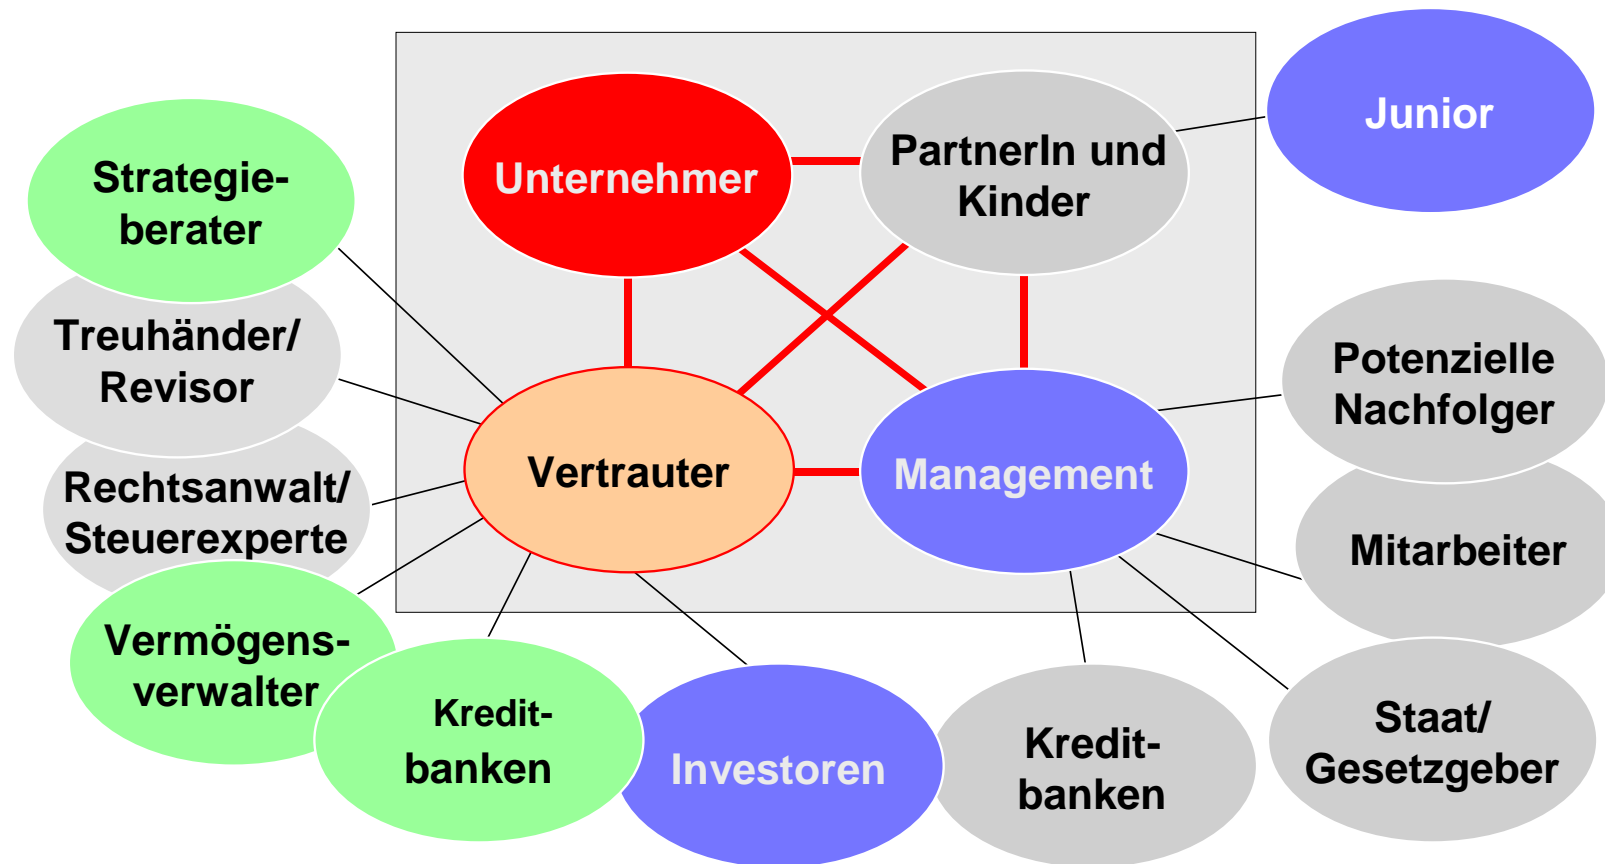 Junior
Unternehmer
PartnerIn und
Kinder
Strategie-
berater
Treuhänder/
Revisor
Potenzielle
Nachfolger
Vertrauter
Management
Rechtsanwalt/
Steuerexperte
Mitarbeiter
Vermögens-
verwalter
Kredit-
banken
Investoren
Kredit-
banken
Staat/
Gesetzgeber